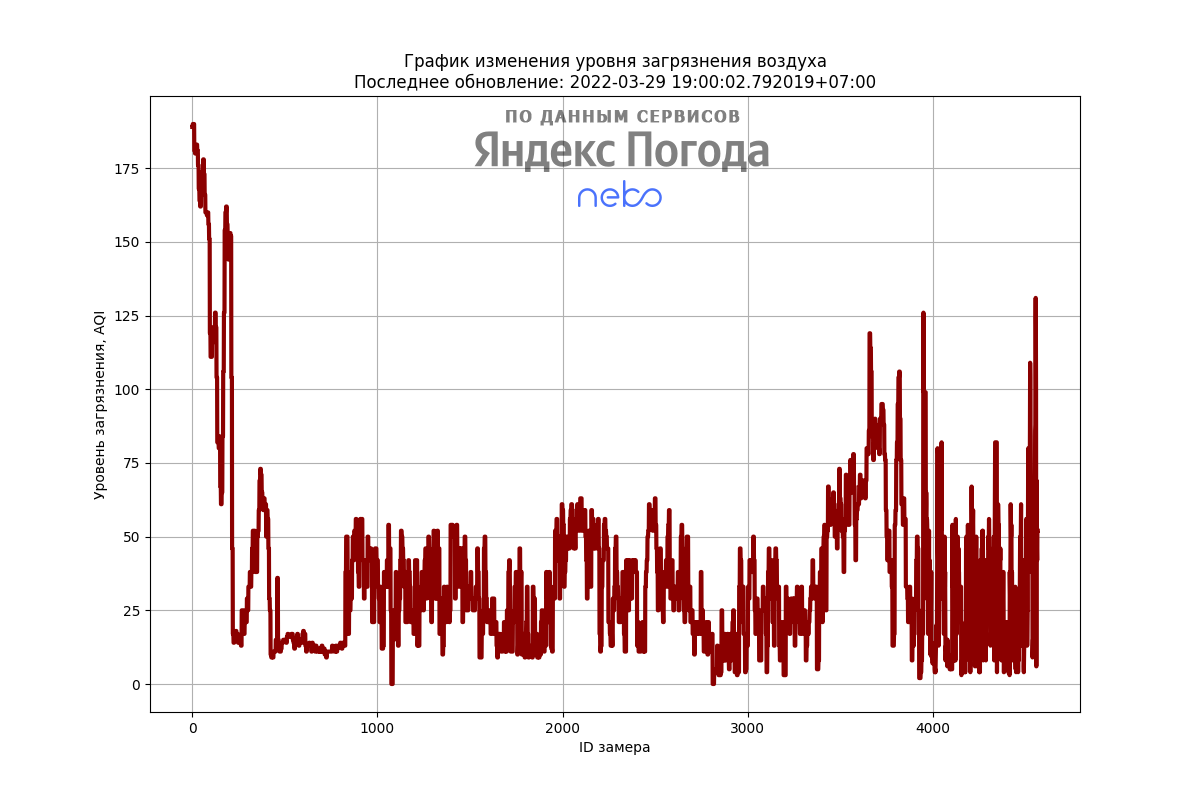 График изменения уровня загрязнения воздуха
Последнее обновление: 2022-03-29 19:00:02.792019+07:00
ПО ДАННЫМ СЕРВИСОВ
Яндекс Погода
nebo
Уровень загрязнения, AQI
175
150
125
100
75
50
25
0
0 1000 2000 3000 4000
ID замера